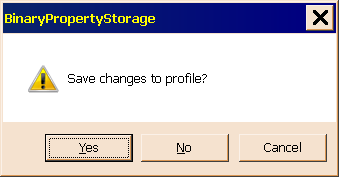 BinaryPropertyStorage
Save changes to profile?
Yes No Cancel